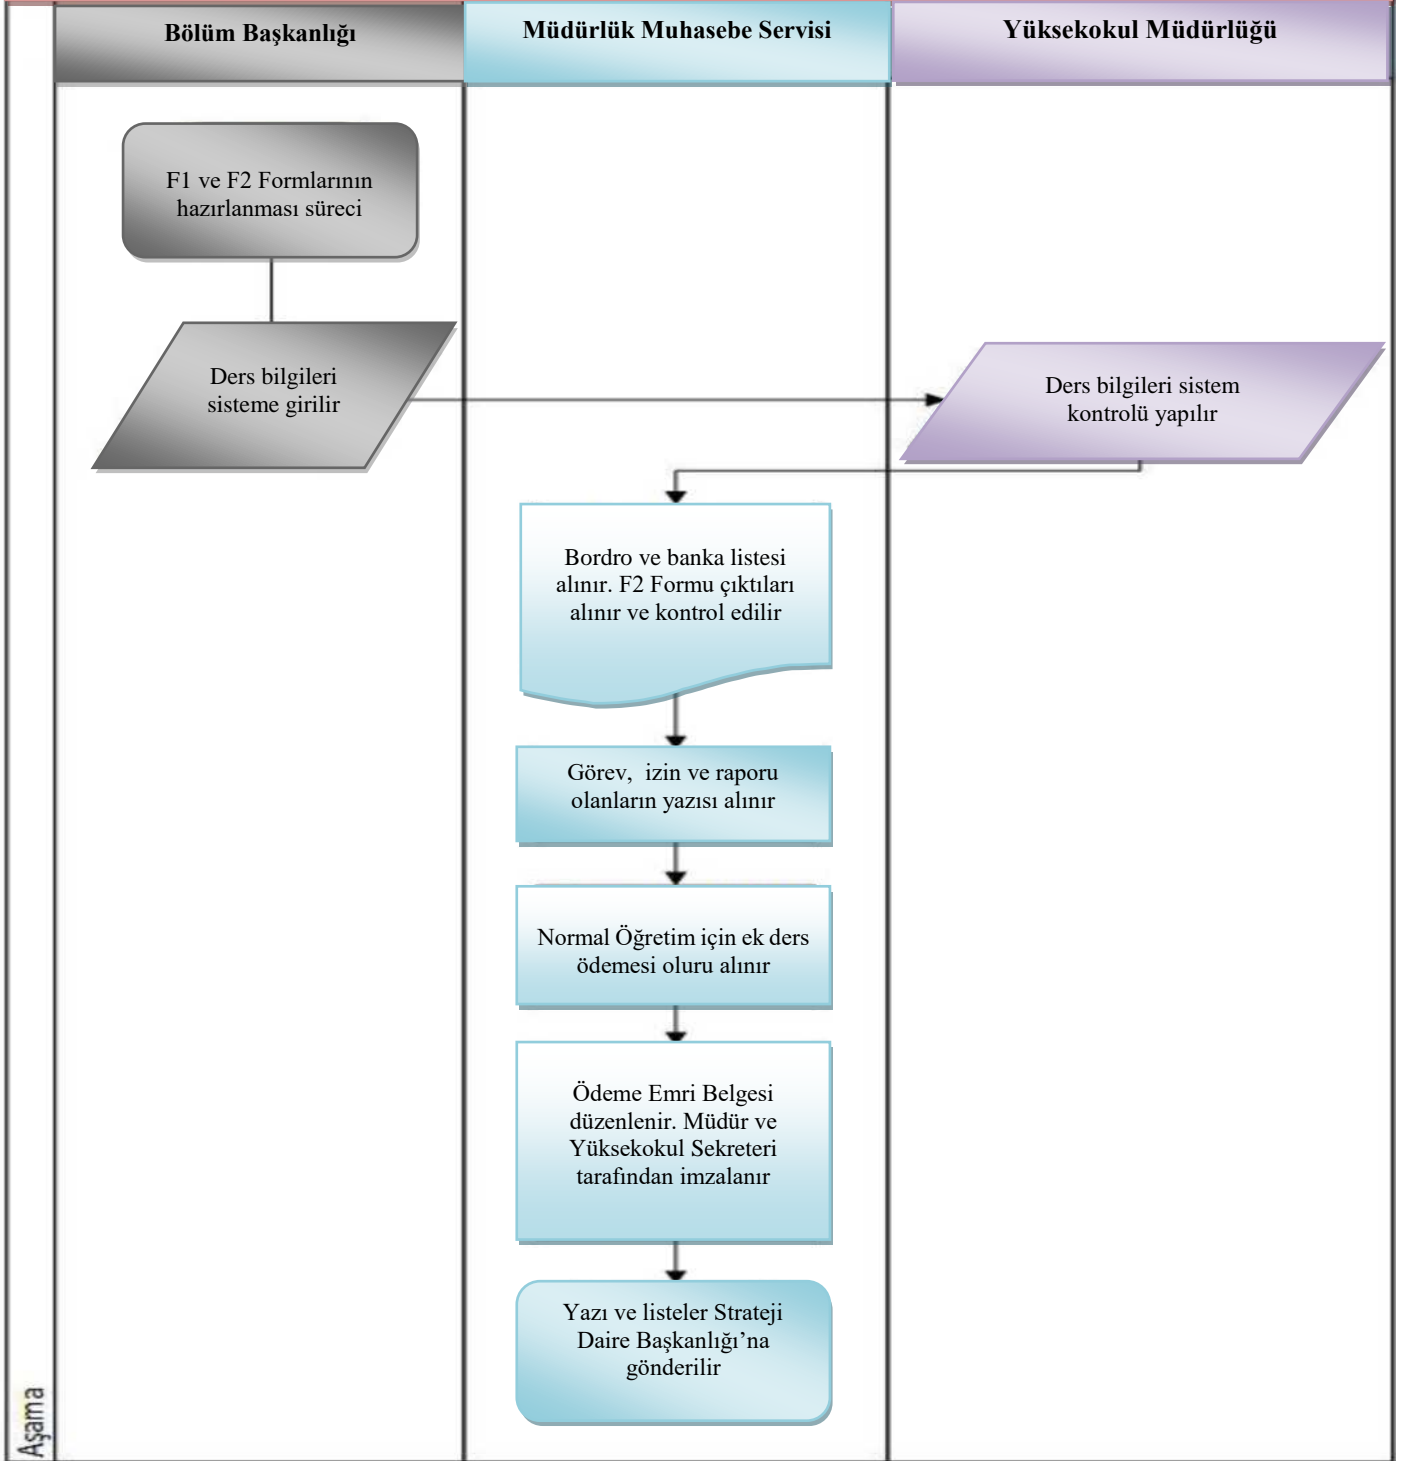 Bölüm Başkanlığı
Müdürlük Muhasebe Servisi
Yüksekokul Müdürlüğü
F1 ve F2 Formlarının
hazırlanması süreci
Ders bilgileri
sisteme girilir
Ders bilgileri sistem
kontrolü yapılır
Bordro ve banka listesi
alınır. F2 Formu çıktıları
alınır ve kontrol edilir
Görev,  izin ve raporu
olanların yazısı alınır
Normal Öğretim için ek ders
ödemesi oluru alınır
Ödeme Emri Belgesi
düzenlenir. Müdür ve
Yüksekokul Sekreteri
tarafından imzalanır
Yazı ve listeler Strateji
Daire Başkanlığı’na
gönderilir
Aşama